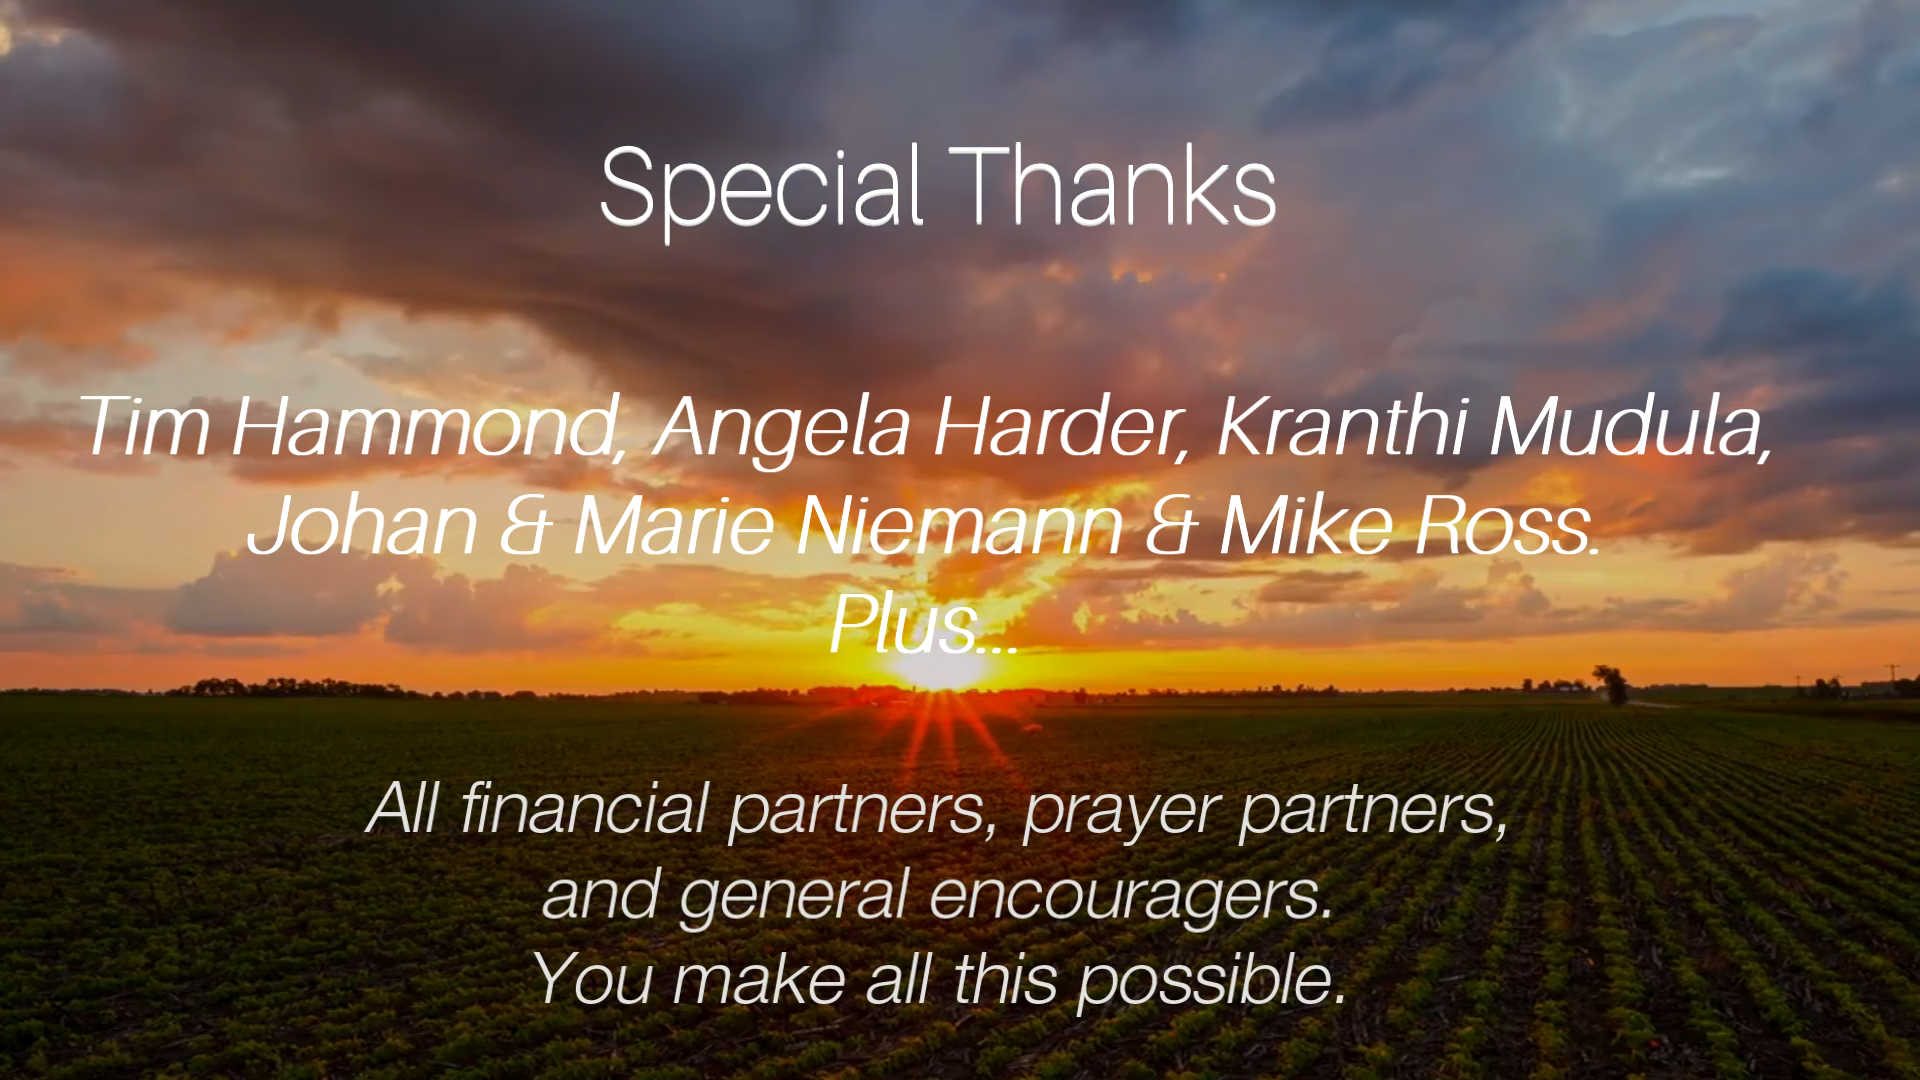 Special Thanks
Tim Hammond, Angela Harder, Kranthi Mudula,
Johan & Marie Niemann & Mike Ross.
Plus...
All financial partners, prayer partners,
and general encouragers.
You make all this possible.